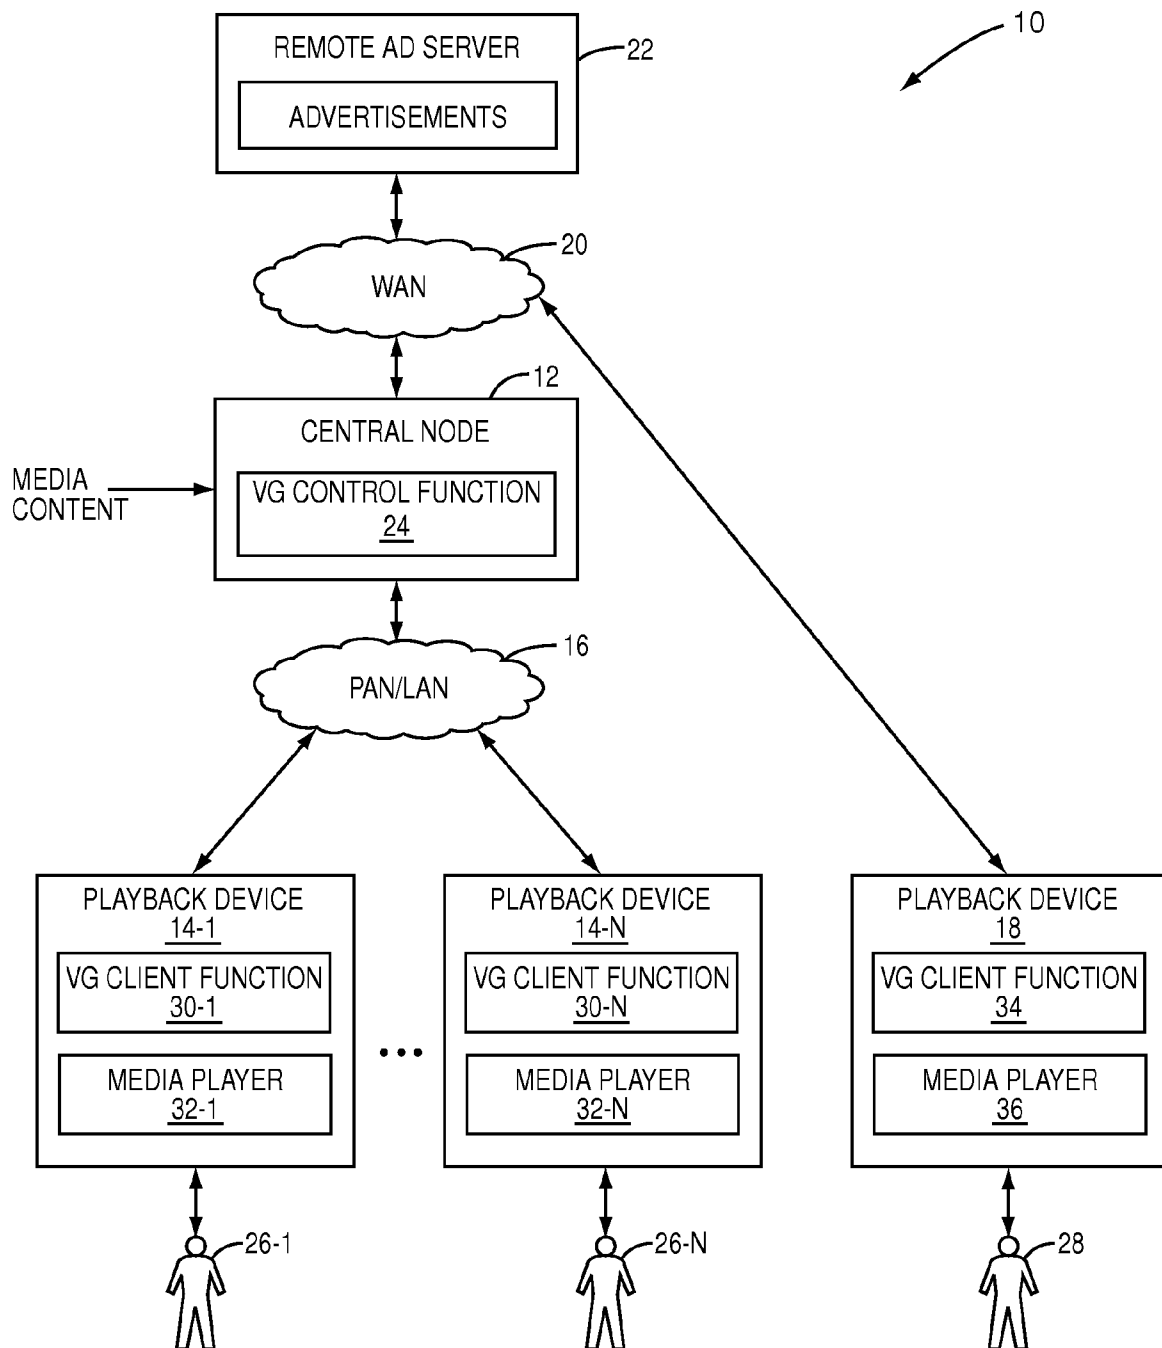 10
REMOTE AD SERVER
22
ADVERTISEMENTS
20
WAN
12
CENTRAL NODE
MEDIA
CONTENT
VG CONTROL FUNCTION
24
16
PAN/LAN
PLAYBACK DEVICE
14-1
VG CLIENT FUNCTION
30-1
MEDIA PLAYER
32-1
PLAYBACK DEVICE
14-N
VG CLIENT FUNCTION
30-N
MEDIA PLAYER
32-N
PLAYBACK DEVICE
18
VG CLIENT FUNCTION
34
MEDIA PLAYER
36
26-1
26-N
28